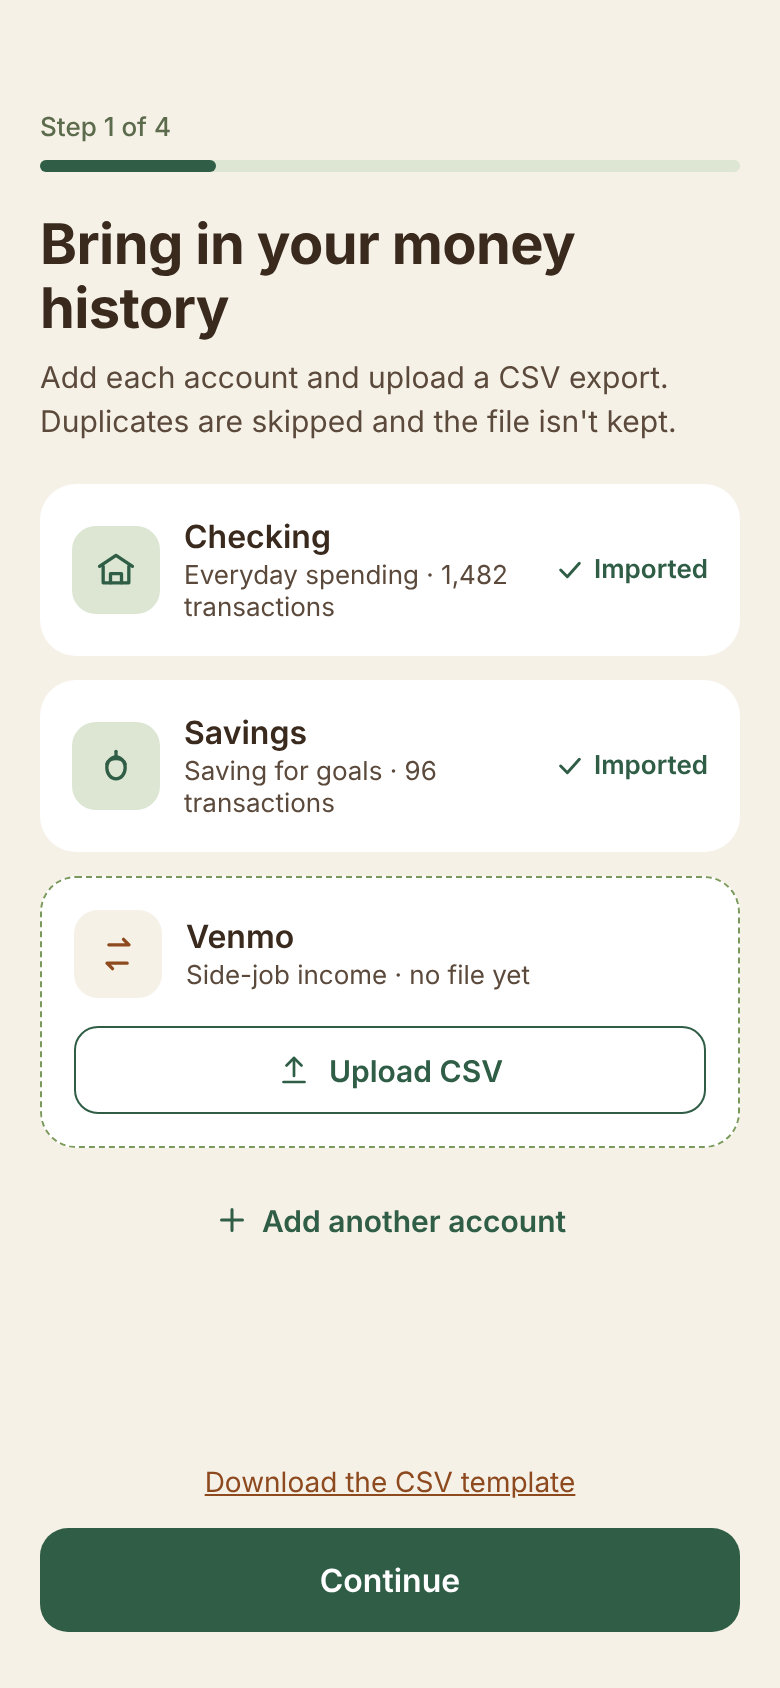 Step 1 of 4
Bring in your money
history
Add each account and upload a CSV export.
Duplicates are skipped and the file isn't kept.
Checking
Everyday spending · 1,482
transactions
Imported
Savings
Saving for goals · 96
transactions
Imported
Venmo
Side-job income · no file yet
Upload CSV
Add another account
Download the CSV template
Continue